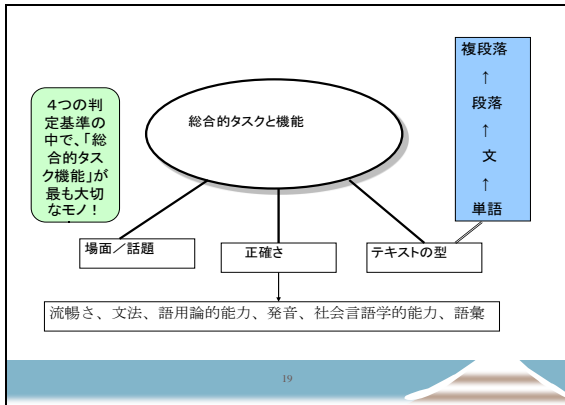 4つの判
定基準の
中で、「総
合的タス
ク機能」が
最も大切
なモノ！
総合的タスクと機能
複段落
↑
段落
↑
文
↑
単語
場面／話題
正確さ
テキストの型
流暢さ、文法、語用論的能力、発音、社会言語学的能力、語彙
19